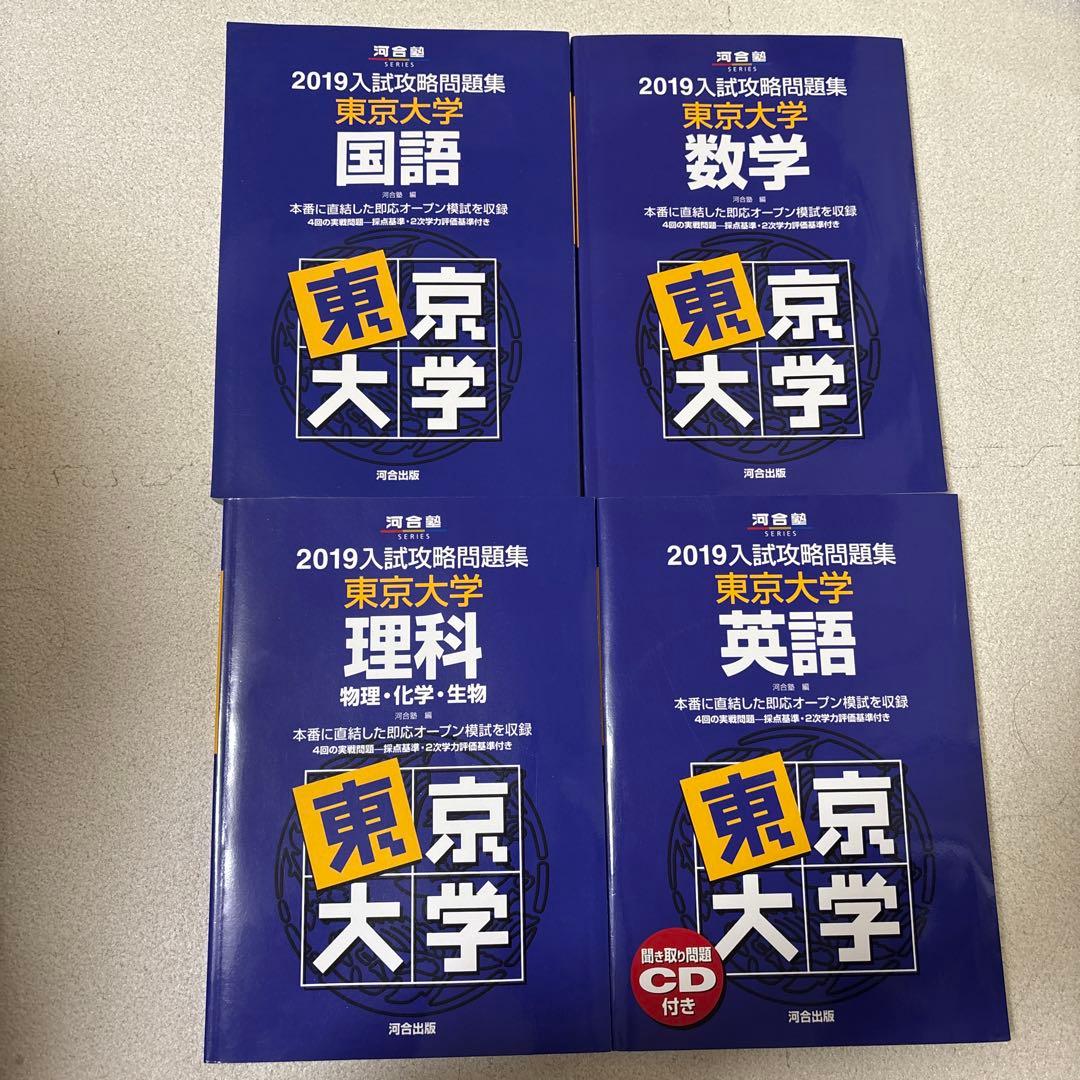 河合塾
SERIES
2019入試攻略問題集
東京大学
国語
河合塾 編
本番に直結した即応オープン模試を収録
4回の実戦問題―採点基準・2次学力評価基準付き
東京
大学
河合出版
河合塾
SERIES
2019入試攻略問題集
東京大学
数学
河合塾 編
本番に直結した即応オープン模試を収録
4回の実戦問題―採点基準・2次学力評価基準付き
東京
大学
河合出版
河合塾
SERIES
2019入試攻略問題集
東京大学
理科
物理・化学・生物
河合塾 編
本番に直結した即応オープン模試を収録
4回の実戦問題―採点基準・2次学力評価基準付き
東京
大学
河合出版
河合塾
SERIES
2019入試攻略問題集
東京大学
英語
河合塾 編
本番に直結した即応オープン模試を収録
4回の実戦問題―採点基準・2次学力評価基準付き
東京
大学
聞き取り問題
CD
付き
河合出版